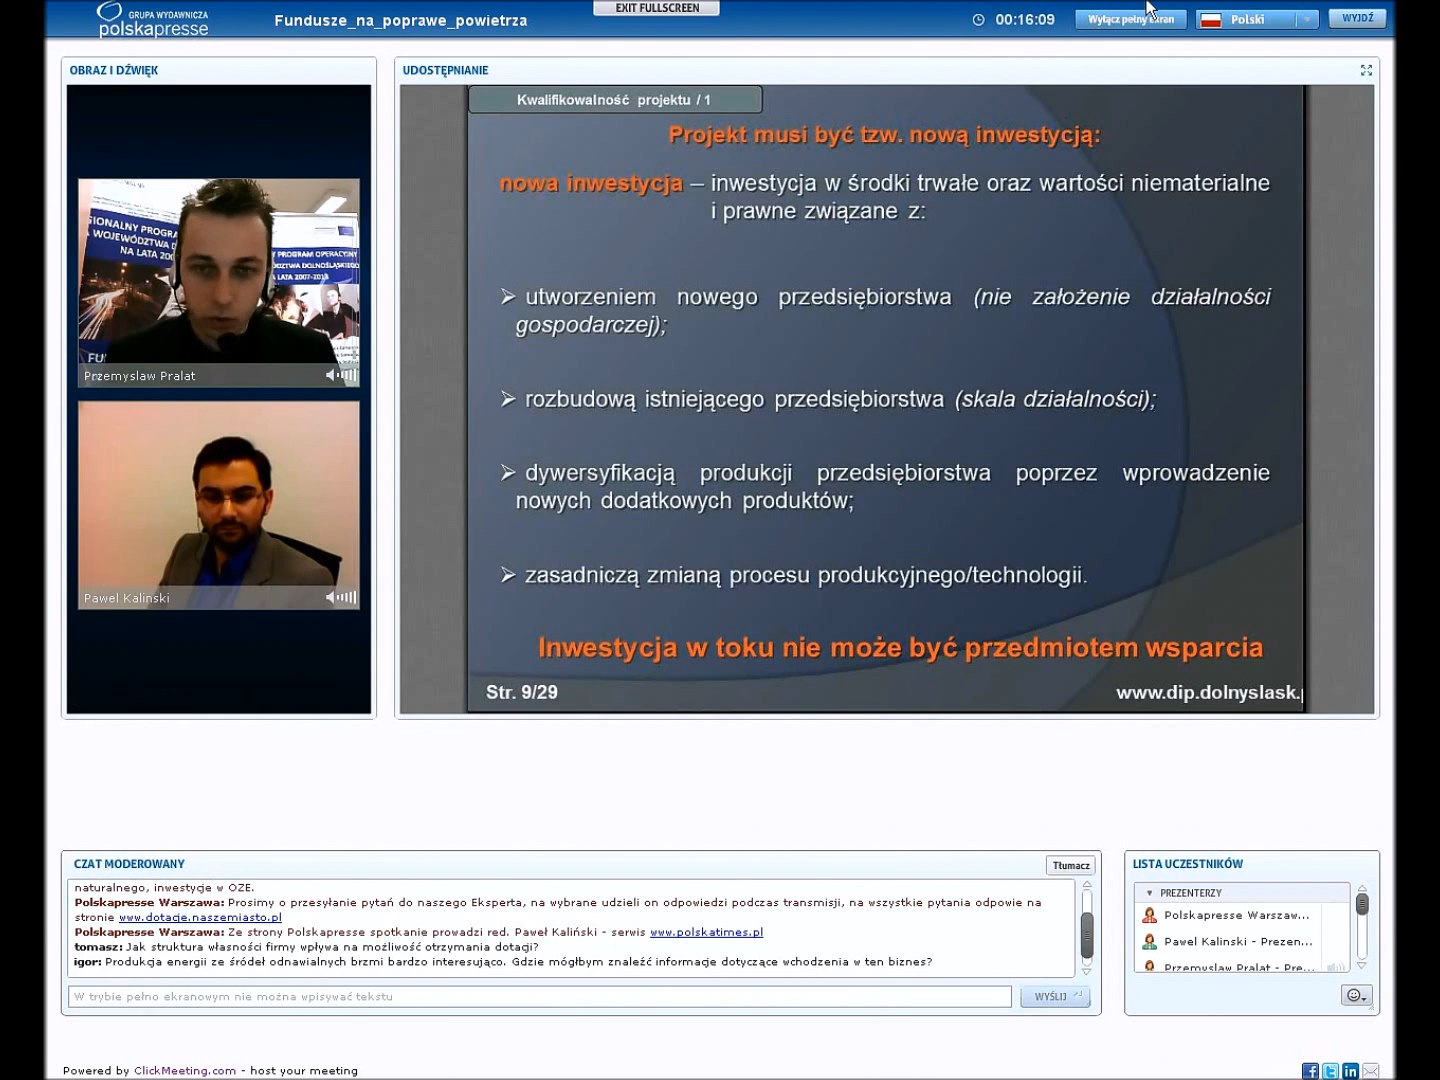 GRUPA WYDAWNICZA
polskapresse
Fundusze_na_poprawe_powietrza
EXIT FULLSCREEN
00:16:09
Wyłącz pełny ekran
Polski
WYJDŹ
OBRAZ I DŹWIĘK
UDOSTĘPNIANIE
Przemyslaw Pralat
Pawel Kalinski
Kwalifikowalność projektu / 1
Projekt musi być tzw. nową inwestycją:
nowa inwestycja – inwestycja w środki trwałe oraz wartości niematerialne
i prawne związane z:
➢ utworzeniem nowego przedsiębiorstwa (nie założenie działalności
gospodarczej);
➢ rozbudową istniejącego przedsiębiorstwa (skala działalności);
➢ dywersyfikacją produkcji przedsiębiorstwa poprzez wprowadzenie
nowych dodatkowych produktów;
➢ zasadniczą zmianą procesu produkcyjnego/technologii.
Inwestycja w toku nie może być przedmiotem wsparcia
Str. 9/29
www.dip.dolnyslask.
CZAT MODEROWANY
Tłumacz
naturalnego, inwestycje w OZE.
Polskapresse Warszawa: Prosimy o przesyłanie pytań do naszego Eksperta, na wybrane udzieli on odpowiedzi podczas transmisji, na wszystkie pytania odpowie na
stronie www.dotacje.naszemiasto.pl
Polskapresse Warszawa: Ze strony Polskapresse spotkanie prowadzi red. Paweł Kaliński - serwis www.polskatimes.pl
tomasz: Jak struktura własności firmy wpływa na możliwość otrzymania dotacji?
igor: Produkcja energii ze źródeł odnawialnych brzmi bardzo interesująco. Gdzie mógłbym znaleźć informacje dotyczące wchodzenia w ten biznes?
W trybie pełno ekranowym nie można wpisywać tekstu
WYŚLIJ
LISTA UCZESTNIKÓW
PREZENTERZY
Polskapresse Warszaw...
Pawel Kalinski - Prezen...
Przemyslaw Pralat - Pre...
Powered by ClickMeeting.com - host your meeting